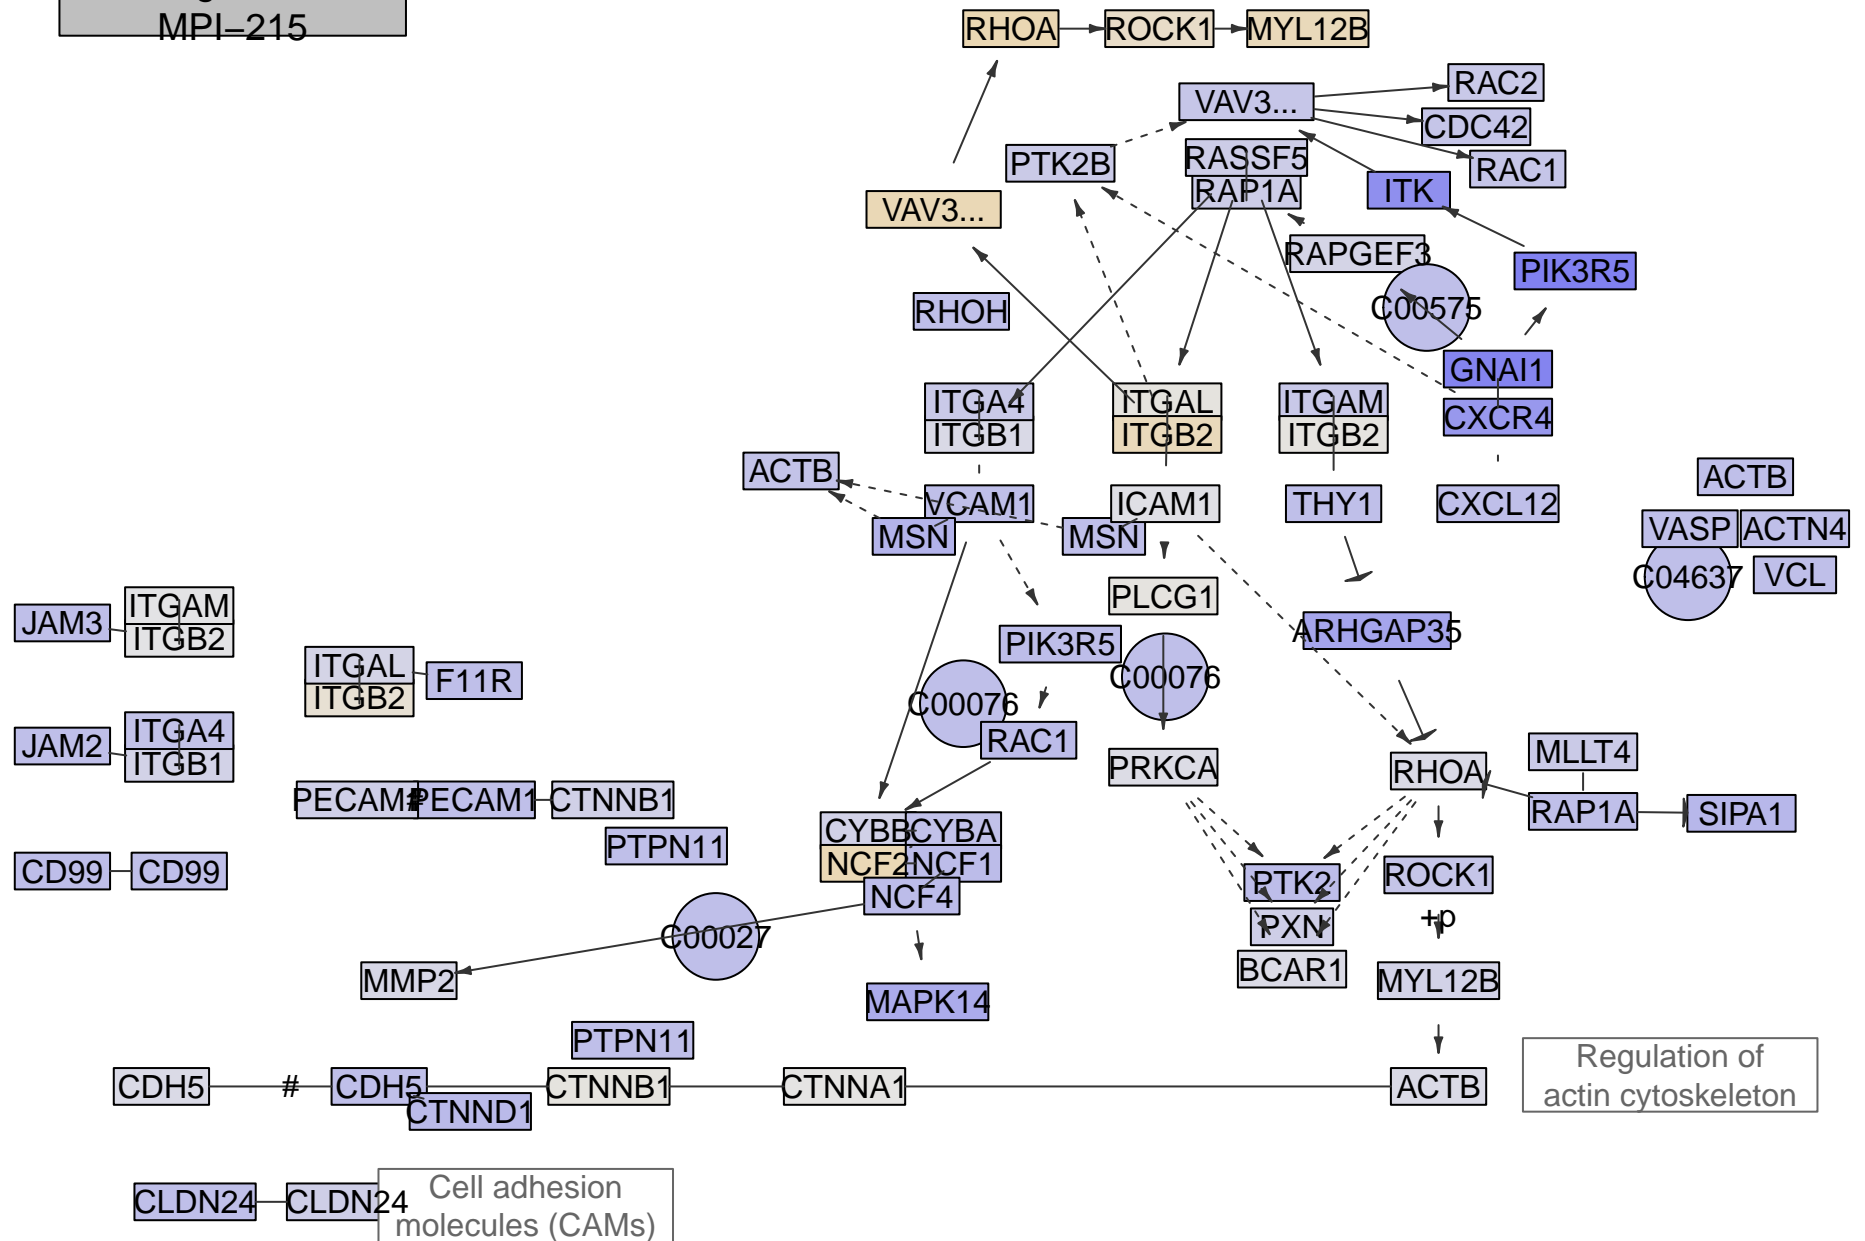 MPI−215
RHOA
ROCK1
MYL12B
RAC2
VAV3...
CDC42
PTK2B
RASSF5
RAC1
RAP1A
ITK
VAV3...
RAPGEF3
PIK3R5
RHOH
C00575
GNAI1
ITGA4
ITGAL
ITGAM
CXCR4
ITGB1
ITGB2
ITGB2
ACTB
ACTB
VCAM1
ICAM1
THY1
CXCL12
MSN
MSN
VASP
ACTN4
C04637
VCL
PLCG1
ITGAM
JAM3
ITGB2
ARHGAP35
PIK3R5
ITGAL
F11R
ITGB2
C00076
C00076
ITGA4
JAM2
ITGB1
RAC1
PRKCA
RHOA
MLLT4
PECAM1
#
PECAM1
CTNNB1
RAP1A
SIPA1
CYBB
CYBA
PTPN11
CD99
CD99
NCF2
NCF1
NCF4
PTK2
ROCK1
+p
PXN
C00027
BCAR1
MMP2
MYL12B
MAPK14
PTPN11
Regulation of
actin cytoskeleton
CDH5
#
CDH5
CTNNB1
CTNNA1
ACTB
CTNND1
CLDN24
CLDN24
Cell adhesion
molecules (CAMs)